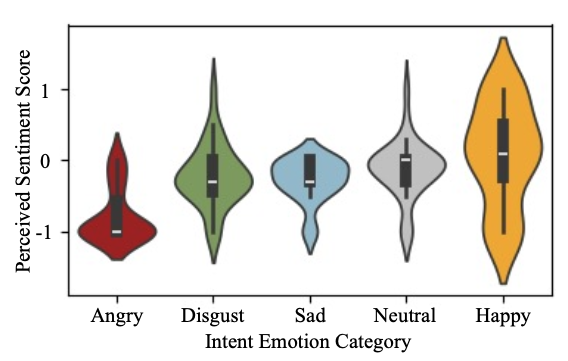 Perceived Sentiment Score
1
0
-1
Angry Disgust Sad Neutral Happy
Intent Emotion Category